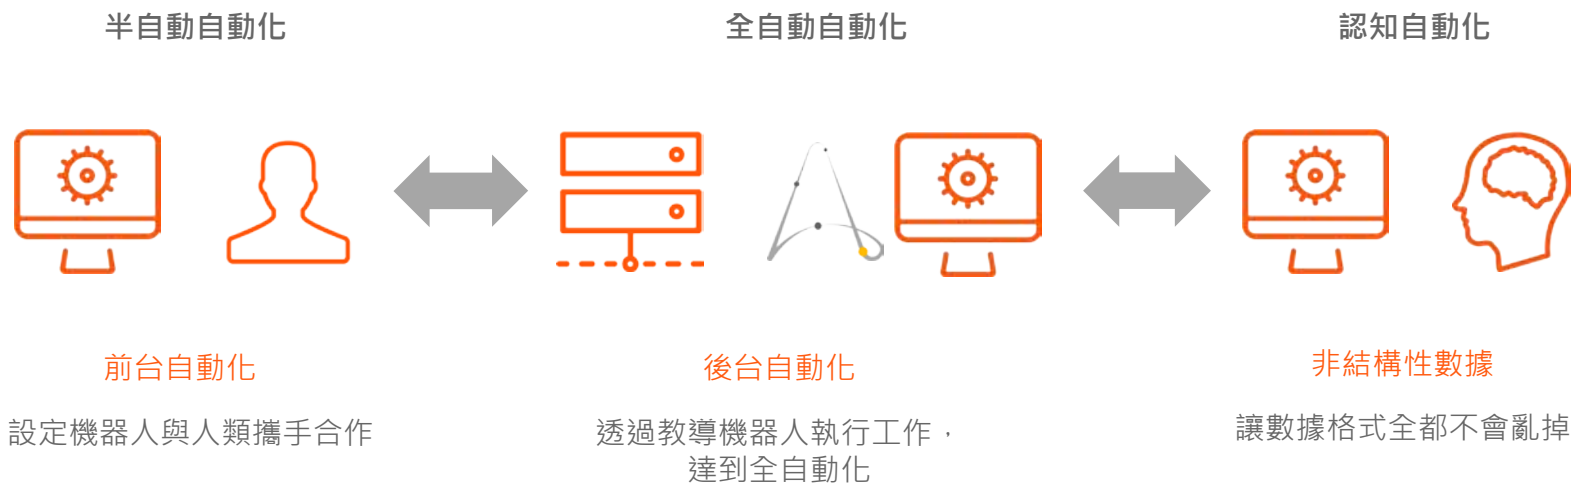 半自動自動化
全自動自動化
認知自動化
前台自動化
後台自動化
非結構性數據
設定機器人與人類攜手合作
透過教導機器人執行工作，
達到全自動化
讓數據格式全都不會亂掉